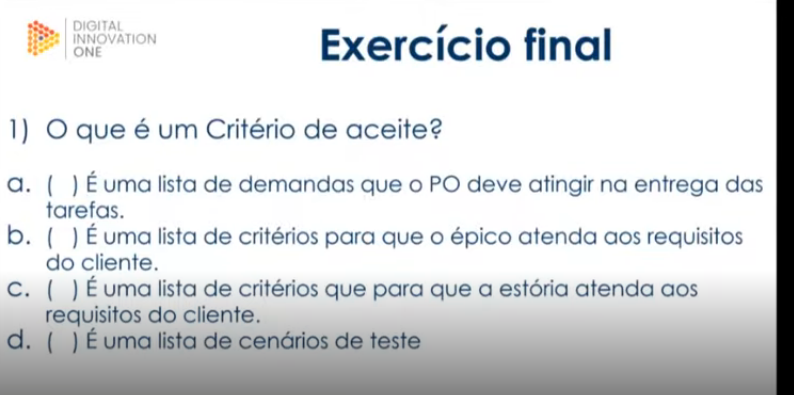 DIGITAL
INNOVATION
ONE
Exercício final
1) O que é um Critério de aceite?
a. ( ) É uma lista de demandas que o PO deve atingir na entrega das
tarefas.
b. ( ) É uma lista de critérios para que o épico atenda aos requisitos
do cliente.
c. ( ) É uma lista de critérios que para que a estória atenda aos
requisitos do cliente.
d. ( ) É uma lista de cenários de teste